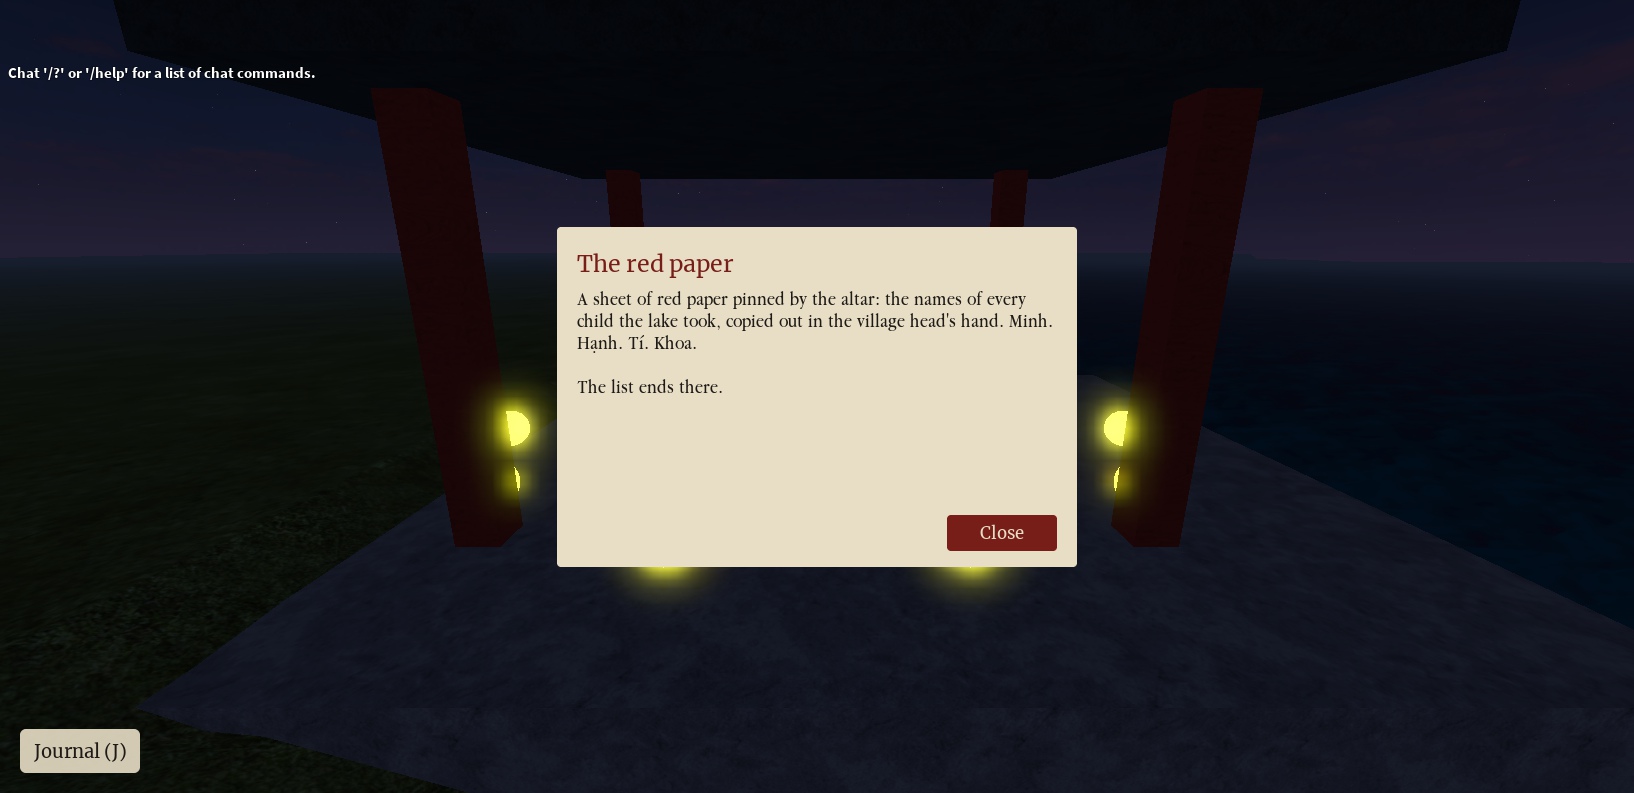 Chat '/?' or '/help' for a list of chat commands.
The red paper
A sheet of red paper pinned by the altar: the names of every
child the lake took, copied out in the village head's hand. Minh.
Hạnh. Tí. Khoa.
The list ends there.
Close
Journal (J)